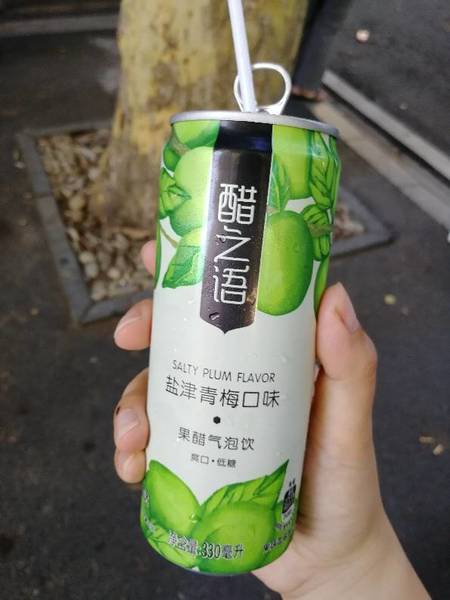 醋之语
SALTY PLUM FLAVOR
盐津青梅口味
果醋气泡饮
爽口·低糖
净含量:330毫升